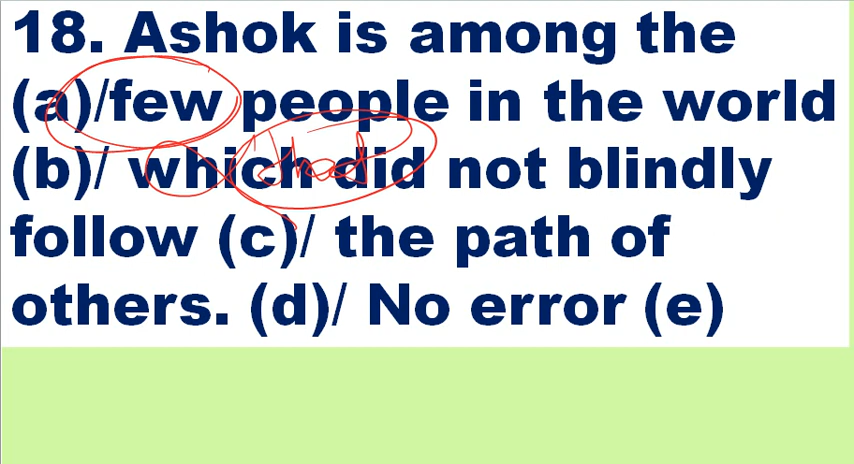 18. Ashok is among the
(a)/few people in the world
(b)/ which did not blindly
follow (c)/ the path of
others. (d)/ No error (e)